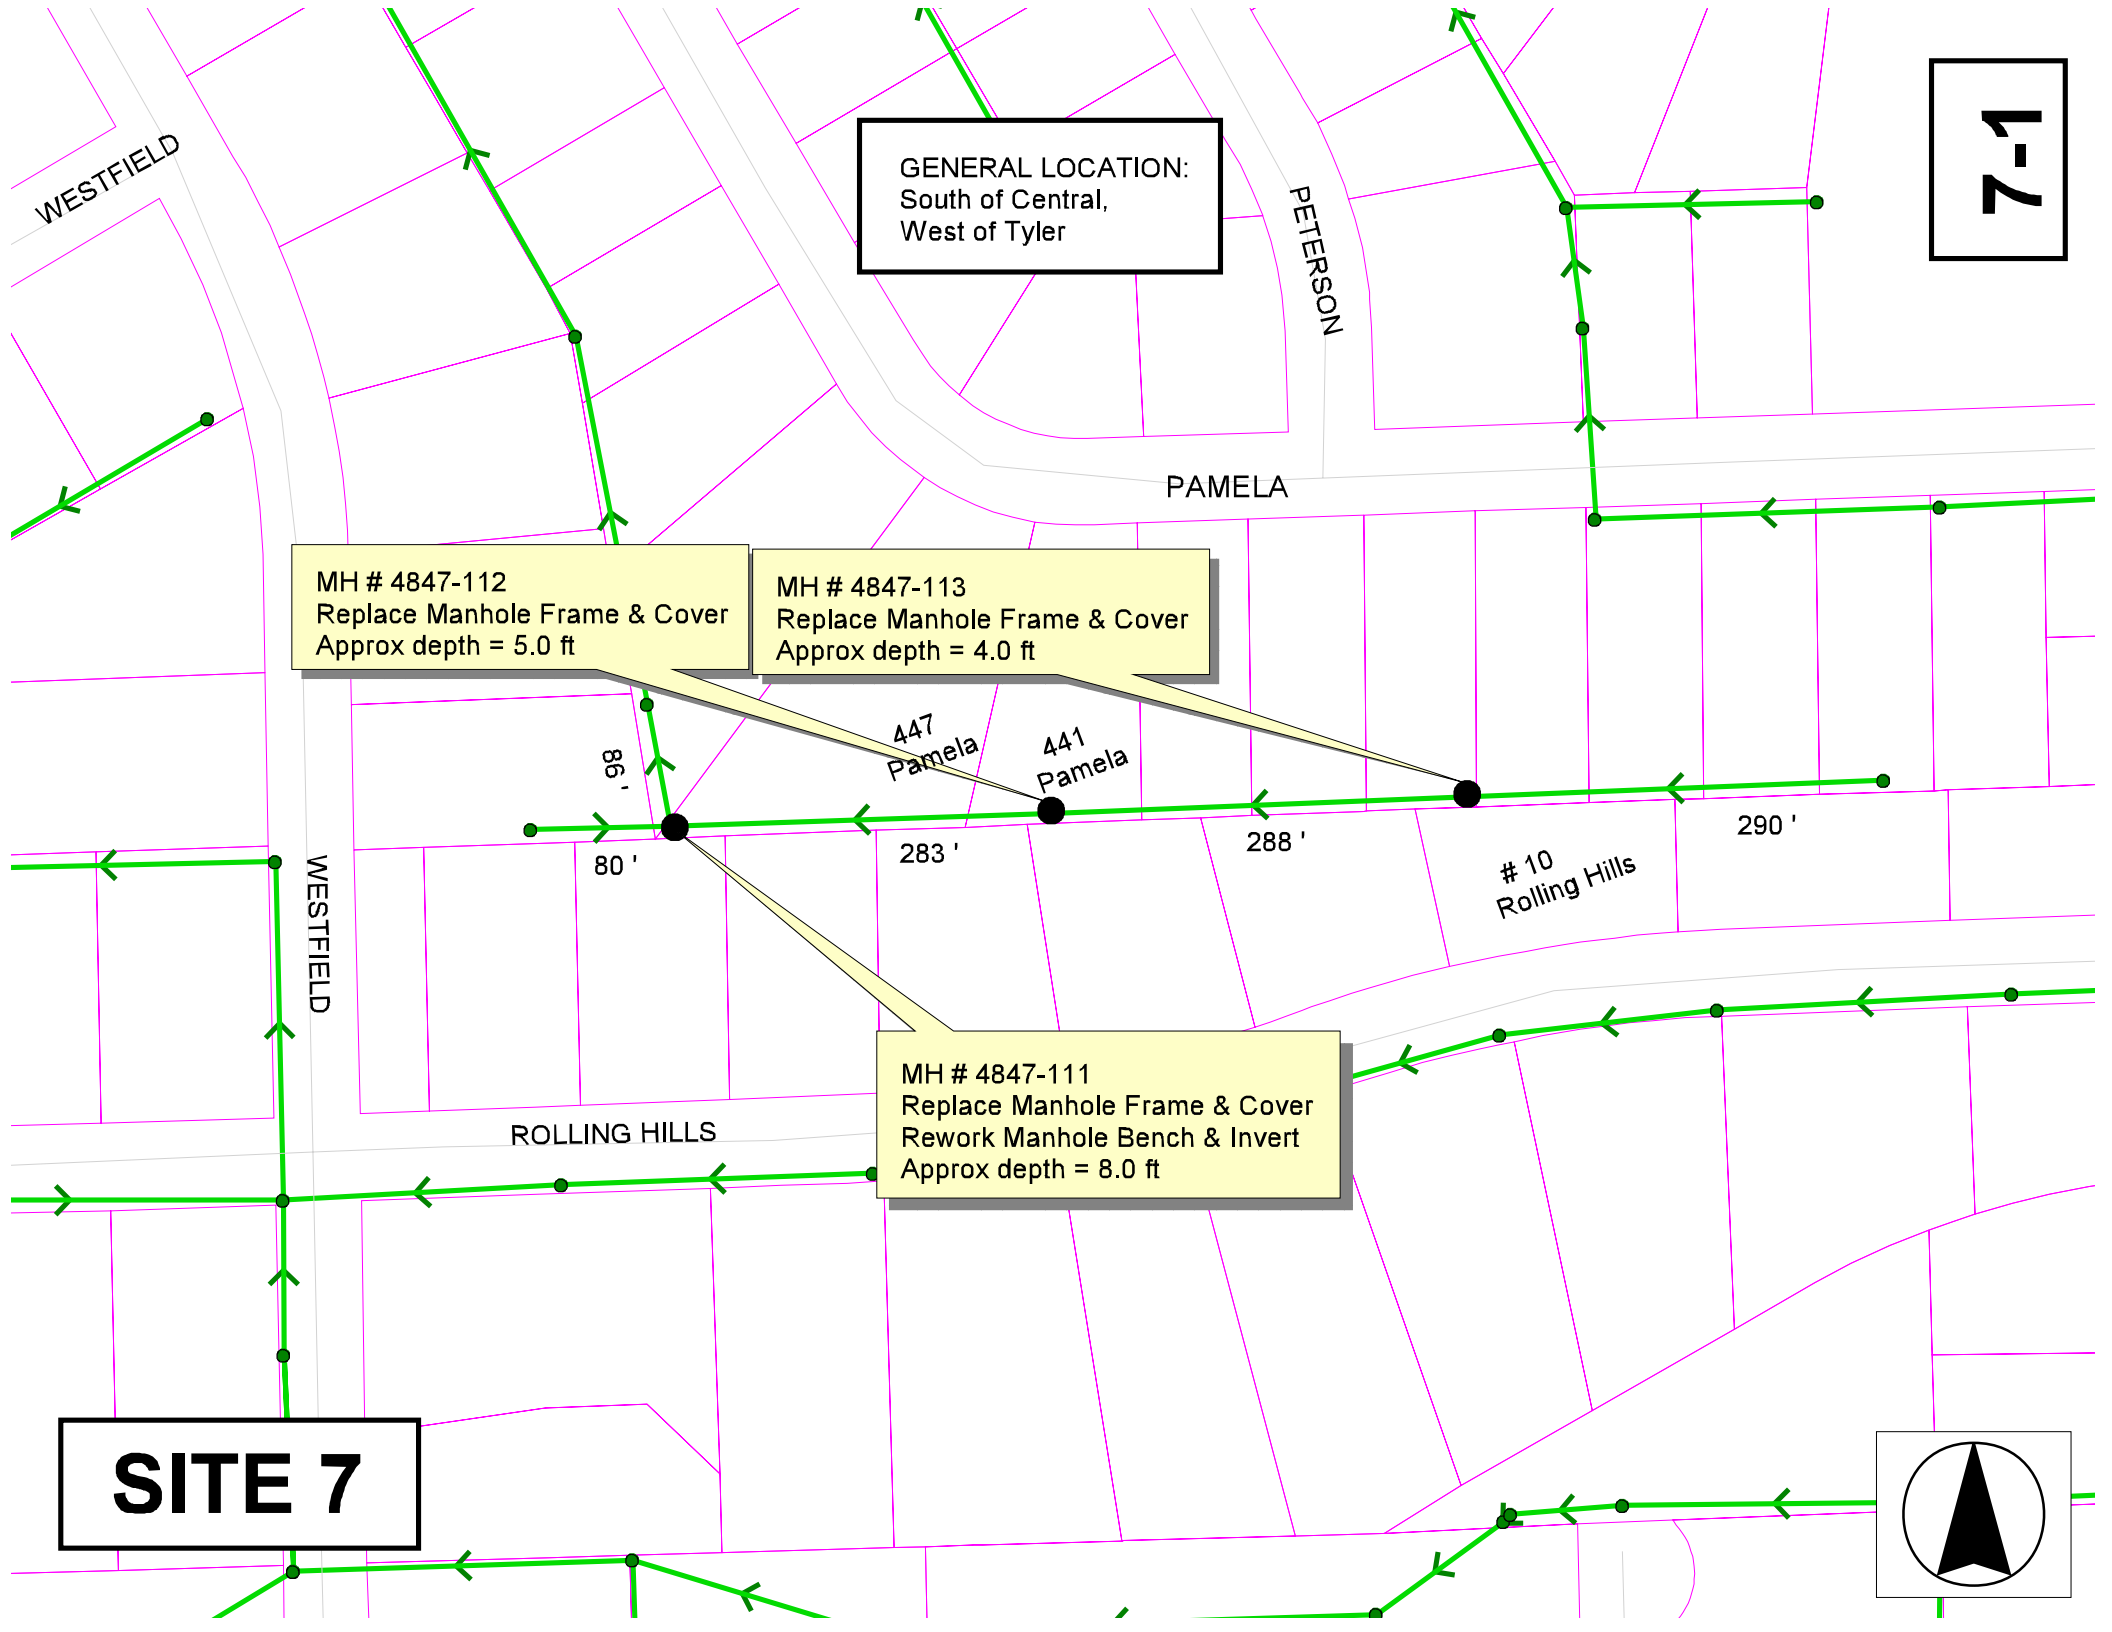 7-1
WESTFIELD
GENERAL LOCATION:
South of Central,
West of Tyler
PETERSON
PAMELA
MH # 4847-112
Replace Manhole Frame & Cover
Approx depth = 5.0 ft
MH # 4847-113
Replace Manhole Frame & Cover
Approx depth = 4.0 ft
447
Pamela
441
Pamela
86 '
80 '
283 '
288 '
290 '
# 10
Rolling Hills
WESTFIELD
MH # 4847-111
Replace Manhole Frame & Cover
Rework Manhole Bench & Invert
Approx depth = 8.0 ft
ROLLING HILLS
SITE 7